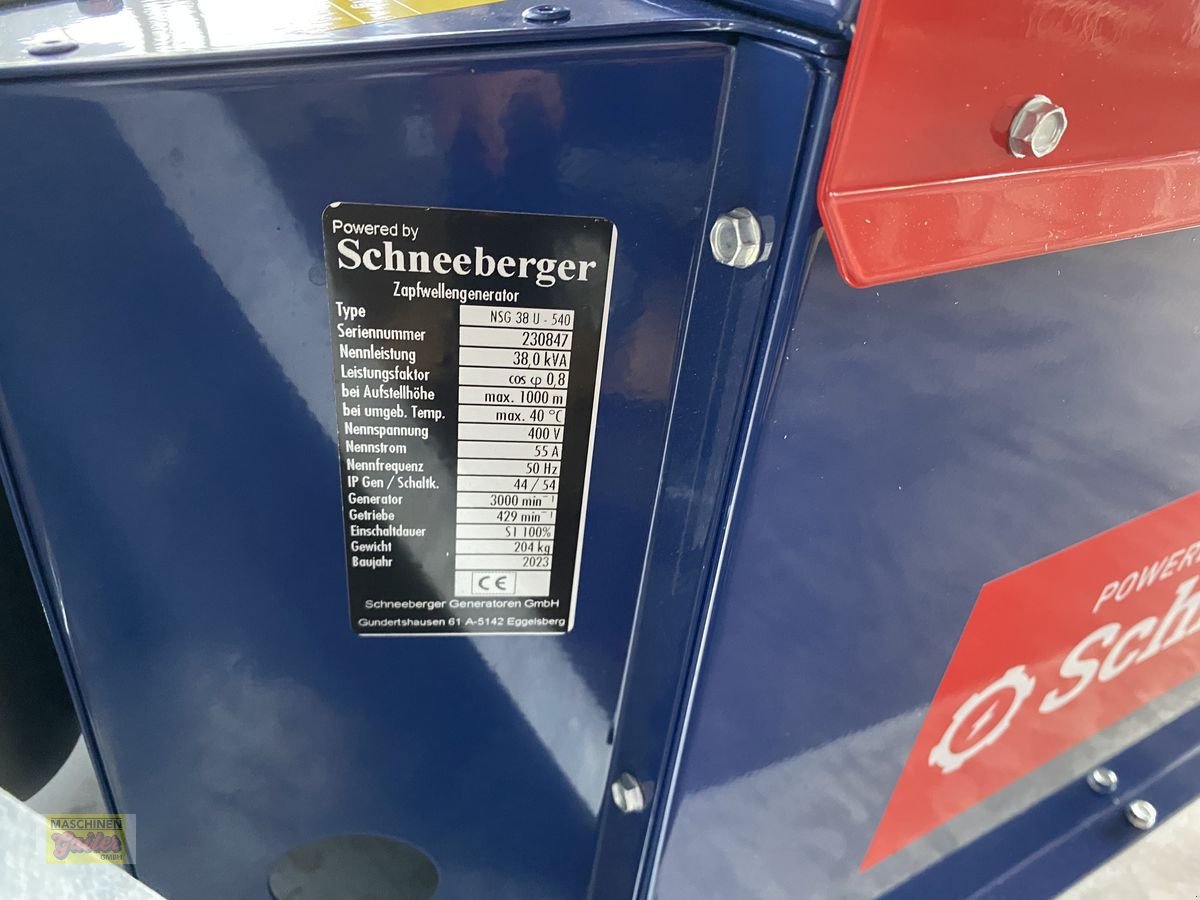 Powered by
Schneeberger
Zapfwellengenerator
Type NSG 38 U - 540
Seriennummer 230847
Nennleistung 38,0 kVA
Leistungsfaktor cos φ 0,8
bei Aufstellhöhe max. 1000 m
bei umgeb. Temp. max. 40 °C
Nennspannung 400 V
Nennstrom 55 A
Nennfrequenz 50 Hz
IP Gen / Schaltk. 44 / 54
Generator 3000 min⁻¹
Getriebe 429 min⁻¹
Einschaltdauer S1 100%
Gewicht 204 kg
Baujahr 2023
CE
Schneeberger Generatoren GmbH
Gundertshausen 61 A-5142 Eggelsberg
POWERE
Sch
MASCHINEN
Gailer
GMBH